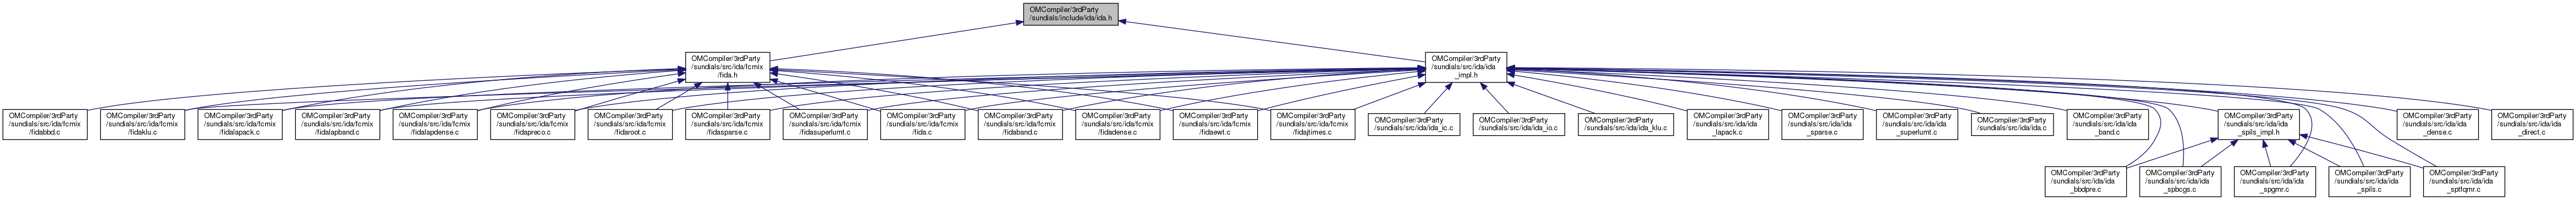 OMCompiler/3rdParty
/sundials/include/ida/ida.h
OMCompiler/3rdParty
/sundials/src/ida/fcmix
/fida.h
OMCompiler/3rdParty
/sundials/src/ida/ida
_impl.h
OMCompiler/3rdParty
/sundials/src/ida/fcmix
/fidabbd.c
OMCompiler/3rdParty
/sundials/src/ida/fcmix
/fidaklu.c
OMCompiler/3rdParty
/sundials/src/ida/fcmix
/fidalapack.c
OMCompiler/3rdParty
/sundials/src/ida/fcmix
/fidalapband.c
OMCompiler/3rdParty
/sundials/src/ida/fcmix
/fidalapdense.c
OMCompiler/3rdParty
/sundials/src/ida/fcmix
/fidapreco.c
OMCompiler/3rdParty
/sundials/src/ida/fcmix
/fidaroot.c
OMCompiler/3rdParty
/sundials/src/ida/fcmix
/fidasparse.c
OMCompiler/3rdParty
/sundials/src/ida/fcmix
/fidasuperlumt.c
OMCompiler/3rdParty
/sundials/src/ida/fcmix
/fida.c
OMCompiler/3rdParty
/sundials/src/ida/fcmix
/fidaband.c
OMCompiler/3rdParty
/sundials/src/ida/fcmix
/fidadense.c
OMCompiler/3rdParty
/sundials/src/ida/fcmix
/fidaewt.c
OMCompiler/3rdParty
/sundials/src/ida/fcmix
/fidajtimes.c
OMCompiler/3rdParty
/sundials/src/ida/ida_ic.c
OMCompiler/3rdParty
/sundials/src/ida/ida_io.c
OMCompiler/3rdParty
/sundials/src/ida/ida_klu.c
OMCompiler/3rdParty
/sundials/src/ida/ida
_lapack.c
OMCompiler/3rdParty
/sundials/src/ida/ida
_sparse.c
OMCompiler/3rdParty
/sundials/src/ida/ida
_superlumt.c
OMCompiler/3rdParty
/sundials/src/ida/ida.c
OMCompiler/3rdParty
/sundials/src/ida/ida
_band.c
OMCompiler/3rdParty
/sundials/src/ida/ida
_spils_impl.h
OMCompiler/3rdParty
/sundials/src/ida/ida
_dense.c
OMCompiler/3rdParty
/sundials/src/ida/ida
_direct.c
OMCompiler/3rdParty
/sundials/src/ida/ida
_bbdpre.c
OMCompiler/3rdParty
/sundials/src/ida/ida
_spbcgs.c
OMCompiler/3rdParty
/sundials/src/ida/ida
_spgmr.c
OMCompiler/3rdParty
/sundials/src/ida/ida
_spils.c
OMCompiler/3rdParty
/sundials/src/ida/ida
_sptfqmr.c